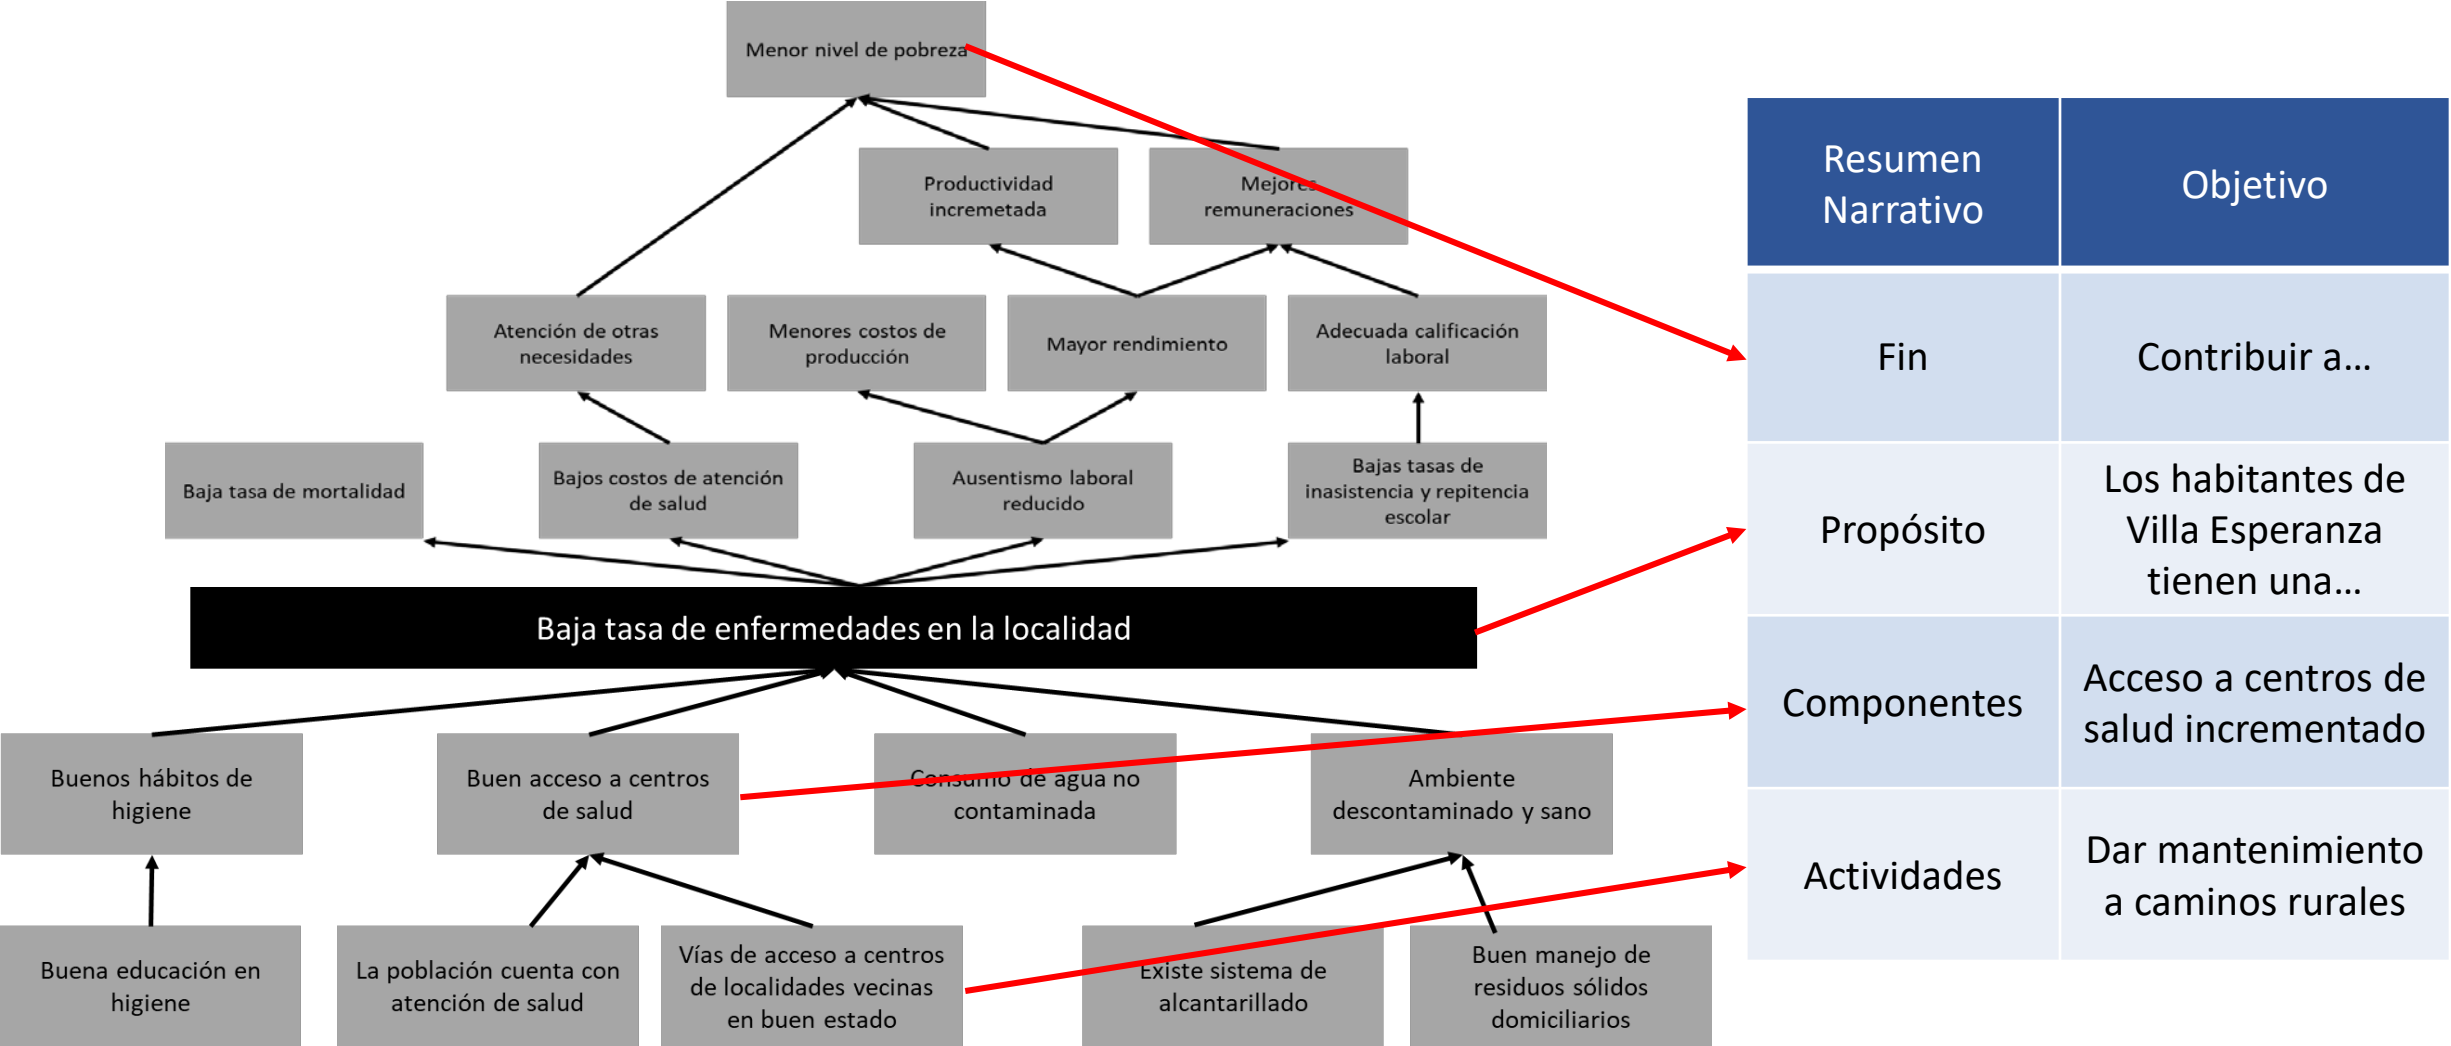 Menor nivel de pobreza
Productividad
incremetada
Mejores
remuneraciones
Atención de otras
necesidades
Menores costos de
producción
Mayor rendimiento
Adecuada calificación
laboral
Baja tasa de mortalidad
Bajos costos de atención
de salud
Ausentismo laboral
reducido
Bajas tasas de
inasistencia y repitencia
escolar
Baja tasa de enfermedades en la localidad
Buenos hábitos de
higiene
Buen acceso a centros
de salud
Consumo de agua no
contaminada
Ambiente
descontaminado y sano
Buena educación en
higiene
La población cuenta con
atención de salud
Vías de acceso a centros
de localidades vecinas
en buen estado
Existe sistema de
alcantarillado
Buen manejo de
residuos sólidos
domiciliarios
Resumen
Narrativo
Objetivo
Fin
Contribuir a...
Propósito
Los habitantes de
Villa Esperanza
tienen una...
Componentes
Acceso a centros de
salud incrementado
Actividades
Dar mantenimiento
a caminos rurales